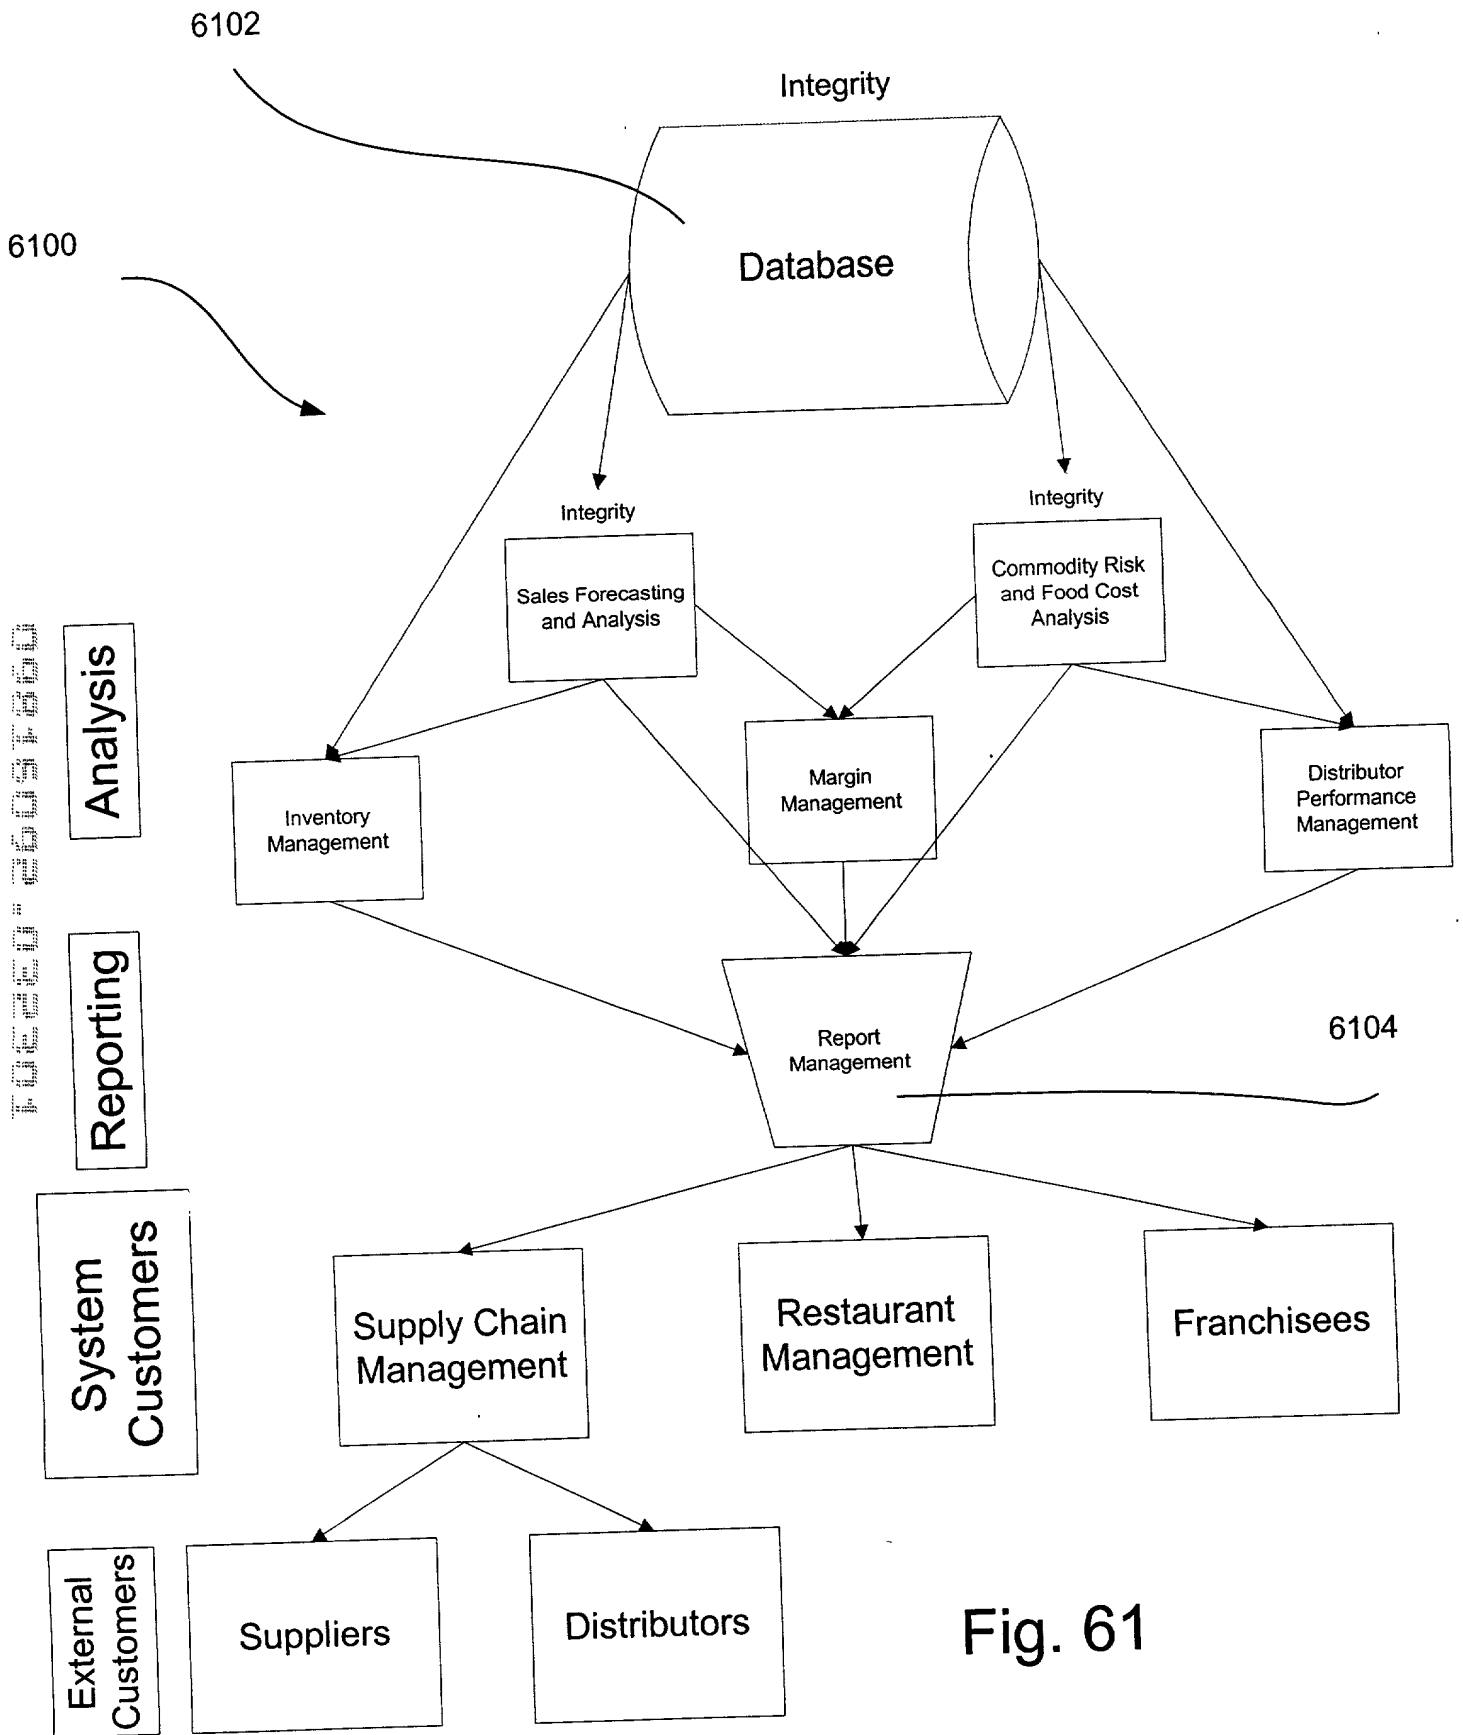 6102
Integrity
6100
Database
Integrity
Integrity
Sales Forecasting
and Analysis
Commodity Risk
and Food Cost
Analysis
Analysis
Inventory
Management
Margin
Management
Distributor
Performance
Management
Reporting
Report
Management
6104
System
Customers
Supply Chain
Management
Restaurant
Management
Franchisees
External
Customers
Suppliers
Distributors
Fig. 61